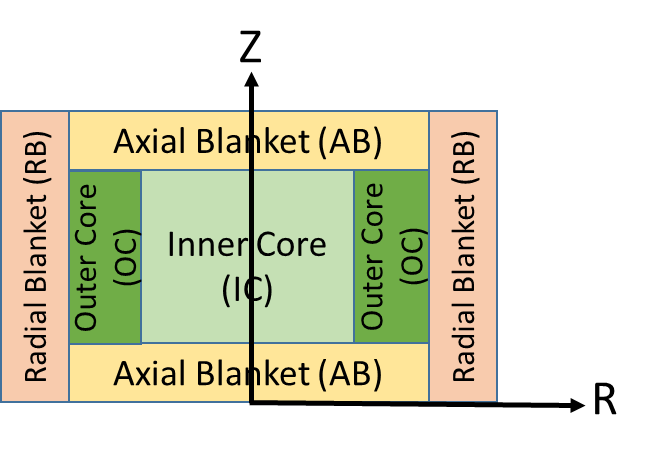 Z
Axial Blanket (AB)
Radial Blanket (RB)
Outer Core
(OC)
Inner Core
(IC)
Outer Core
(OC)
Radial Blanket (RB)
Axial Blanket (AB)
R